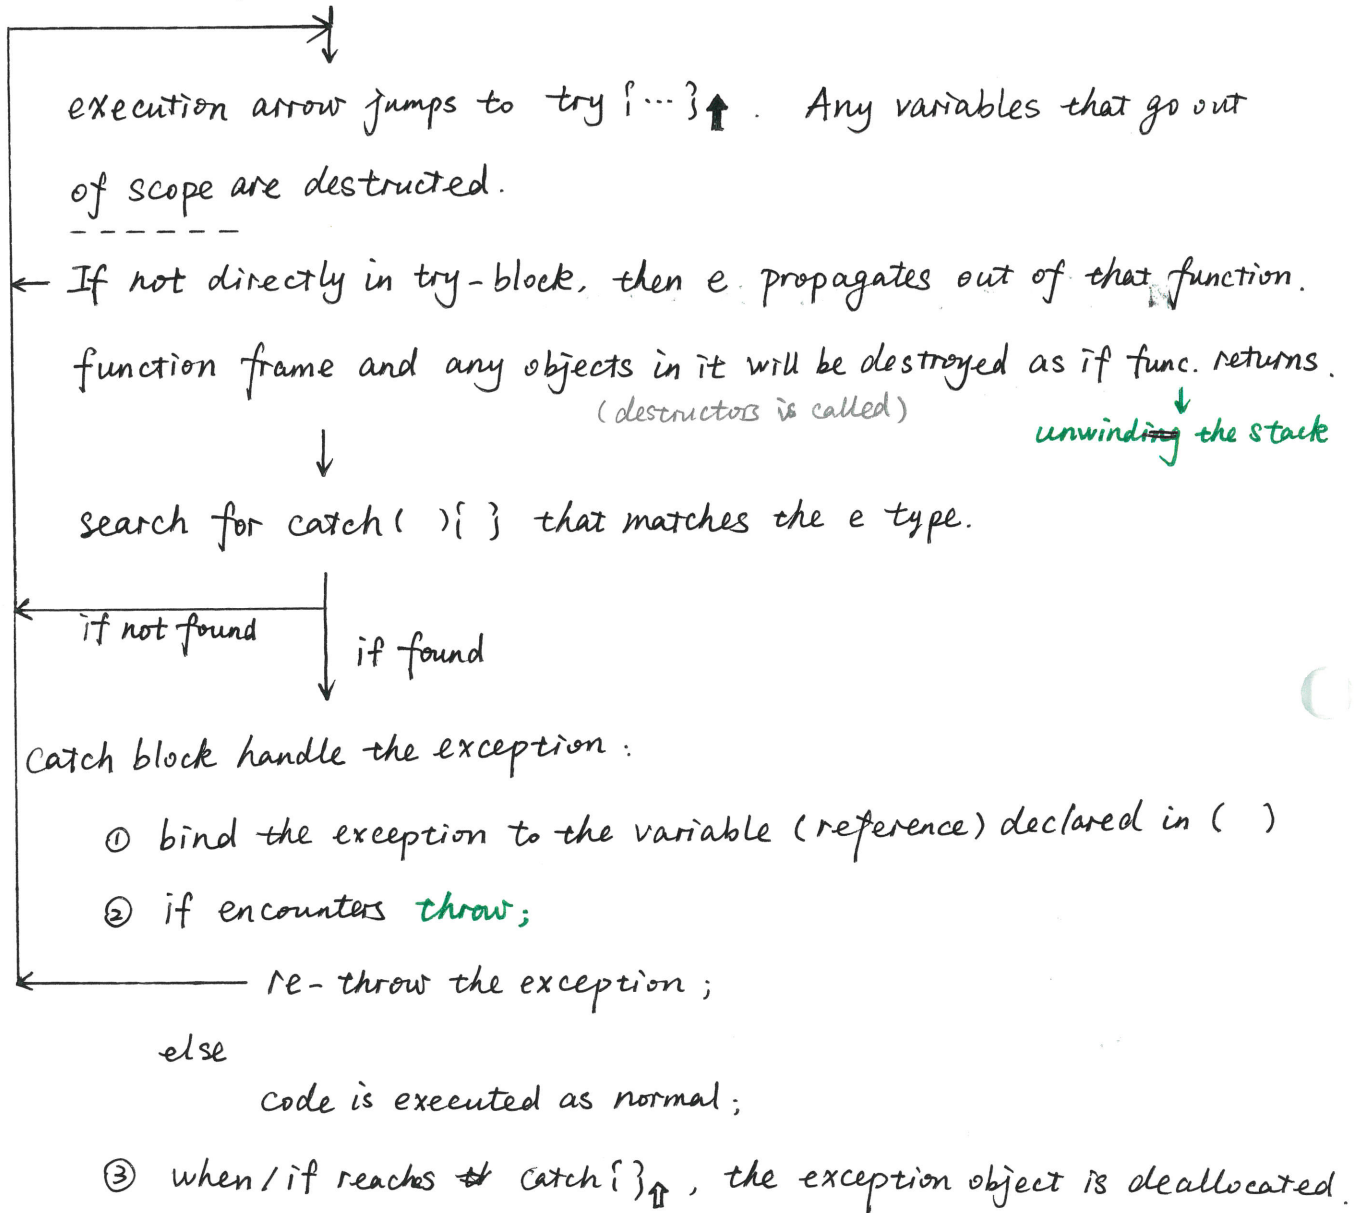 execution arrow jumps to try {...}⬆. Any variables that go out
of scope are destructed.
If not directly in try-block, then e propagates out of that function.
function frame and any objects in it will be destroyed as if func. returns.
(destructors is called)
unwind the stack
search for catch( ){ } that matches the e type.
if not found
if found
catch block handle the exception:
① bind the exception to the variable (reference) declared in ( )
② if encounters throw;
re-throw the exception;
else
code is executed as normal;
③ when/if reaches catch{}⇧, the exception object is deallocated.